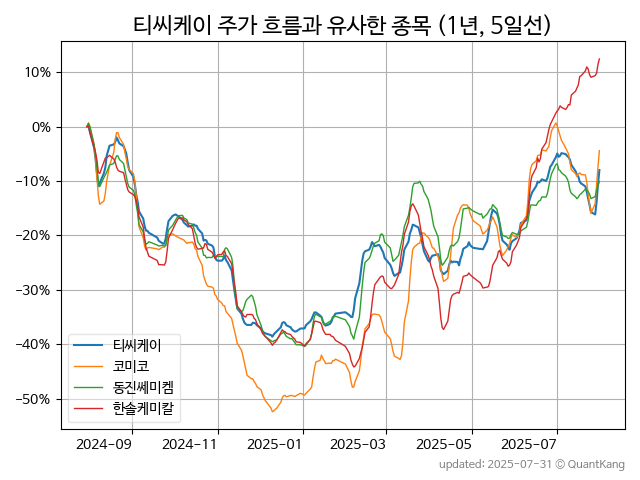 티씨케이 주가 흐름과 유사한 종목 (1년, 5일선)
10%
0%
−10%
−20%
−30%
−40%
−50%
티씨케이
코미코
동진쎄미켐
한솔케미칼
2024-09
2024-11
2025-01
2025-03
2025-05
2025-07
updated: 2025-07-31 © QuantKang